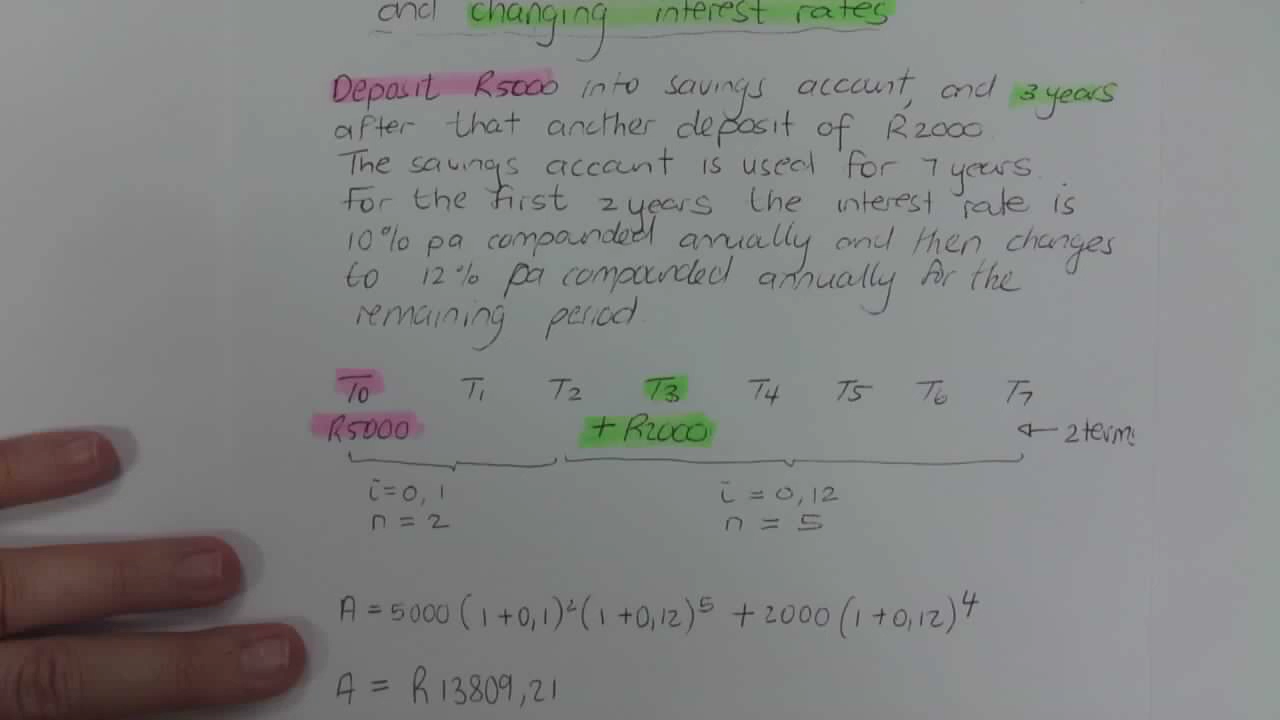 and changing interest rates
Deposit R5000 into savings account, and 3 years
after that another deposit of R2000
The savings account is used for 7 years.
For the first 2 years the interest rate is
10% pa compounded annually and then changes
to 12% pa compounded annually for the
remaining period.
T0 T1 T2 T3 T4 T5 T6 T7
R5000 + R2000 ← 2 term
i=0,1 i = 0,12
n = 2 n = 5
A = 5000 (1+0,1)²(1+0,12)⁵ + 2000 (1+0,12)⁴
A = R13809,21